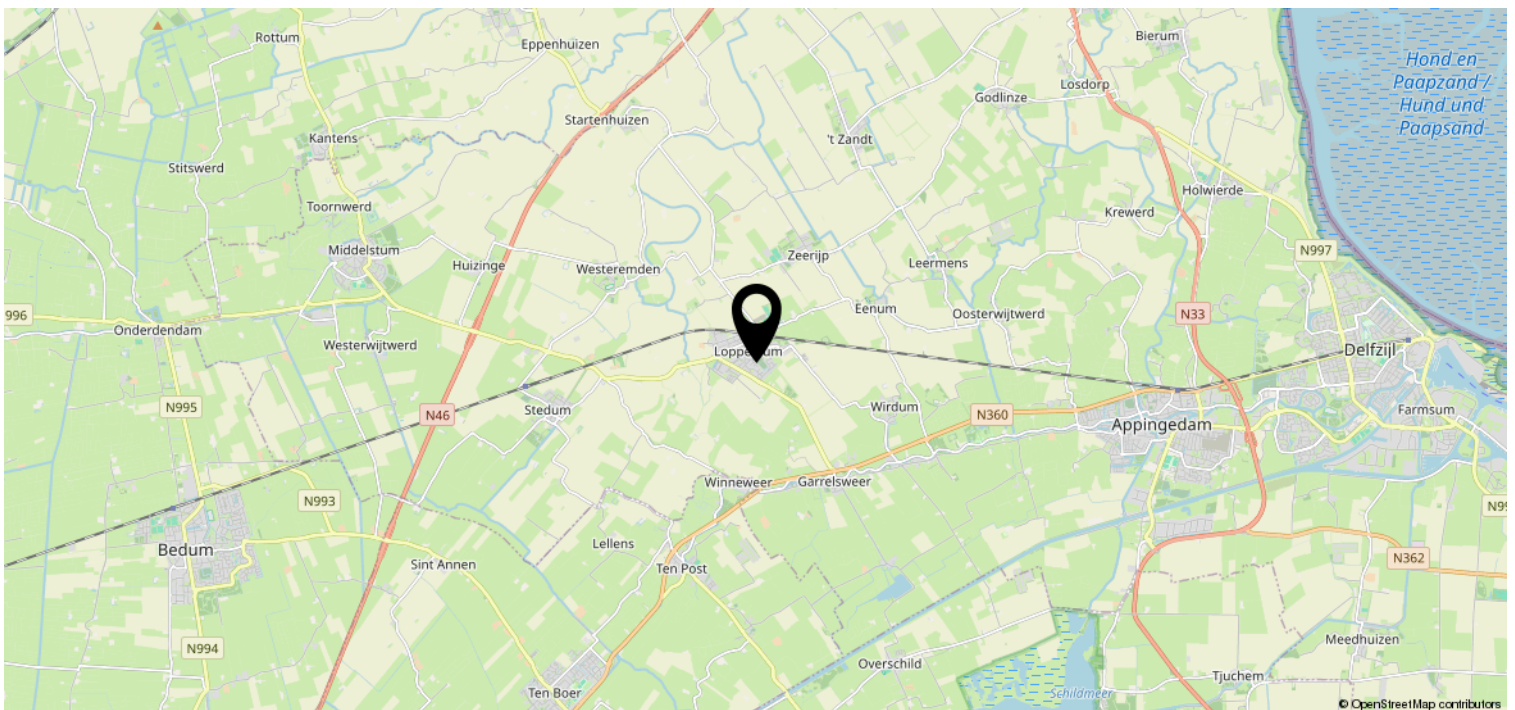 Rottum
Eppenhuizen
Bierum
Hond en
Paapzand /
Hund und
Paapsand
Losdorp
Godlinze
Startenhuizen
Kantens
't Zandt
Stitswerd
Holwierde
Toornwerd
Krewerd
Middelstum
N997
Zeerijp
Leermens
Huizinge
Westeremden
Eenum
Oosterwijtwerd
N33
996
Onderdendam
Westerwijtwerd
Delfzijl
N995
N46
Stedum
Wirdum
N360
Farmsum
Appingedam
Winneweer
Garrelsweer
N993
Bedum
Lellens
N362
Sint Annen
Ten Post
N994
Meedhuizen
Overschild
Tjuchem
Ten Boer
Schildmeer
© OpenStreetMap contributors